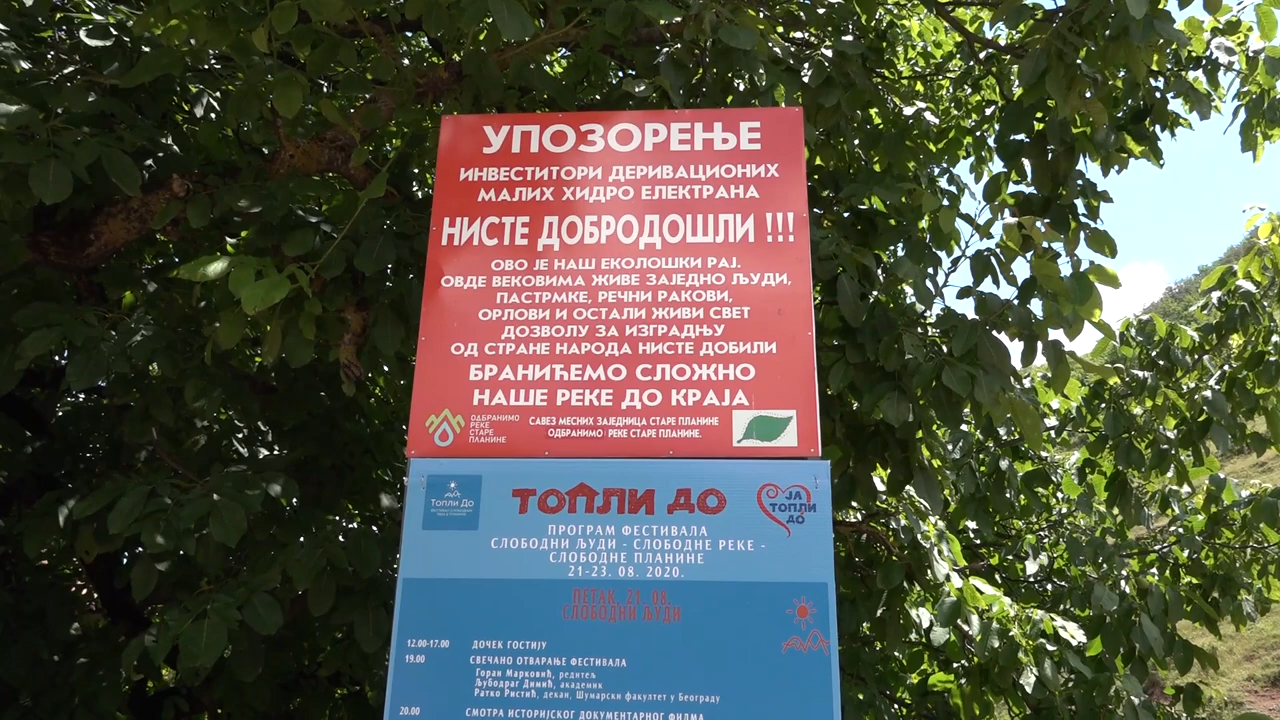 УПОЗОРЕЊЕ
ИНВЕСТИТОРИ ДЕРИВАЦИОНИХ
МАЛИХ ХИДРО ЕЛЕКТРАНА
НИСТЕ ДОБРОДОШЛИ !!!
ОВО ЈЕ НАШ ЕКОЛОШКИ РАЈ.
ОВДЕ ВЕКОВИМА ЖИВЕ ЗАЈЕДНО ЉУДИ,
ПАСТРМКЕ, РЕЧНИ РАКОВИ,
ОРЛОВИ И ОСТАЛИ ЖИВИ СВЕТ
ДОЗВОЛУ ЗА ИЗГРАДЊУ
ОД СТРАНЕ НАРОДА НИСТЕ ДОБИЛИ
БРАНИЋЕМО СЛОЖНО
НАШЕ РЕКЕ ДО КРАЈА
ОДБРАНИМО
РЕКЕ
СТАРЕ
ПЛАНИНЕ
САВЕЗ МЕСНИХ ЗАЈЕДНИЦА СТАРЕ ПЛАНИНЕ
ОДБРАНИМО РЕКЕ СТАРЕ ПЛАНИНЕ.
Топли До
ТОПЛИ ДО
ЈА
ТОПЛИ
ДО
ПРОГРАМ ФЕСТИВАЛА
СЛОБОДНИ ЉУДИ - СЛОБОДНЕ РЕКЕ -
СЛОБОДНЕ ПЛАНИНЕ
21-23. 08. 2020.
ПЕТАК, 21. 08.
СЛОБОДНИ ЉУДИ
12.00-17.00 ДОЧЕК ГОСТИЈУ
19.00 СВЕЧАНО ОТВАРАЊЕ ФЕСТИВАЛА
Горан Марковић, редитељ
Љубодраг Димић, академик
Ратко Ристић, декан, Шумарски факултет у Београду
20.00 СМОТРА ИСТОРИЈСКОГ ДОКУМЕНТАРНОГ ФИЛМА